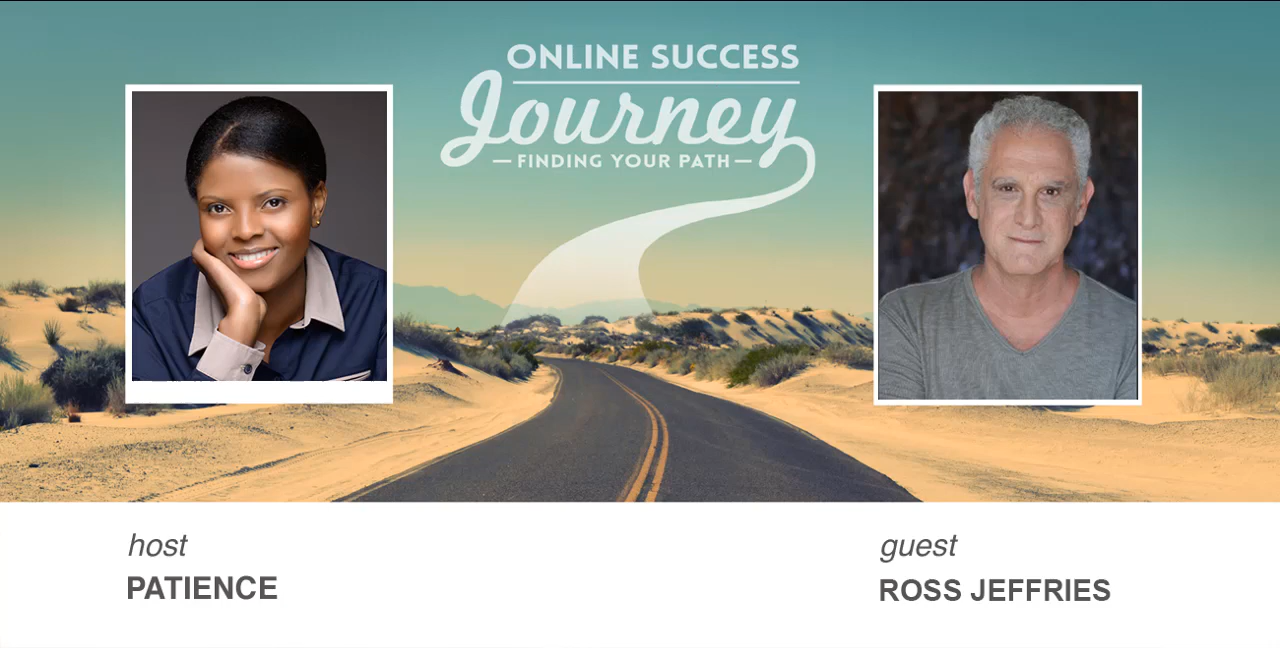 ONLINE SUCCESS
Journey
— FINDING YOUR PATH —
host
PATIENCE
guest
ROSS JEFFRIES